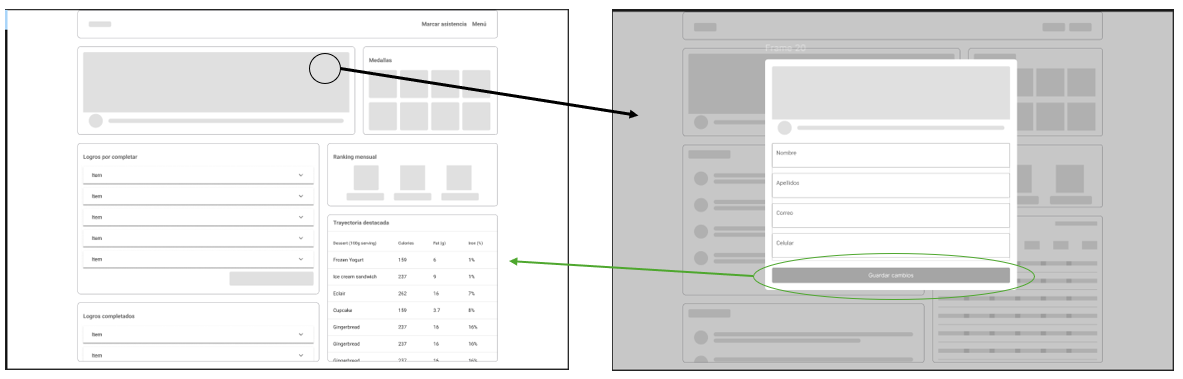 Marcar asistencia Menú
Medallas
Logros por completar
Item
Item
Item
Item
Item
Logros completados
Item
Item
Ranking mensual
Trayectoria destacada
Dessert (100g serving) Calories Fat (g) Iron (%)
Frozen Yogurt 159 6 1%
Ice cream sandwich 237 9 1%
Eclair 262 16 7%
Cupcake 159 3.7 8%
Gingerbread 237 16 16%
Gingerbread 237 16 16%
Gingerbread 237 16 16%
Frame 20
Nombre
Apellidos
Correo
Celular
Guardar cambios